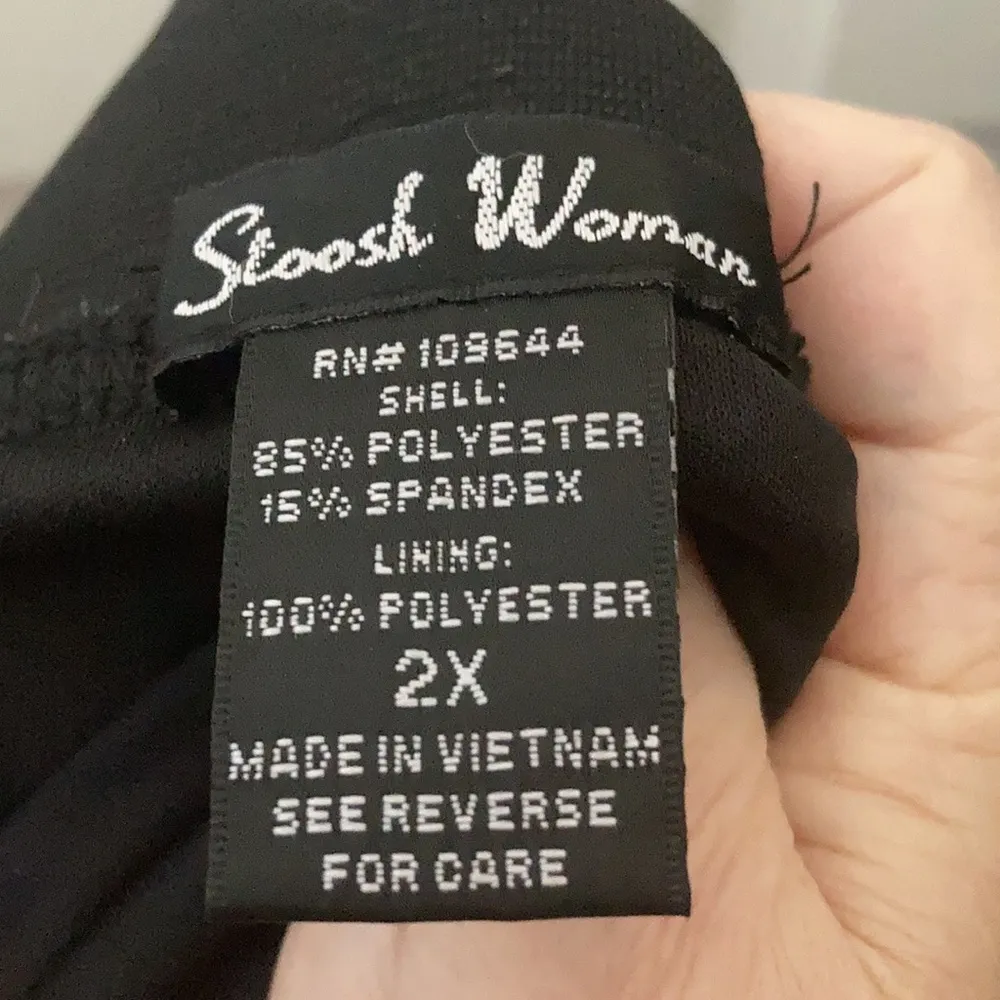 Stoosh Woman
RN# 109644
SHELL:
85% POLYESTER
15% SPANDEX
LINING:
100% POLYESTER
2X
MADE IN VIETNAM
SEE REVERSE
FOR CARE